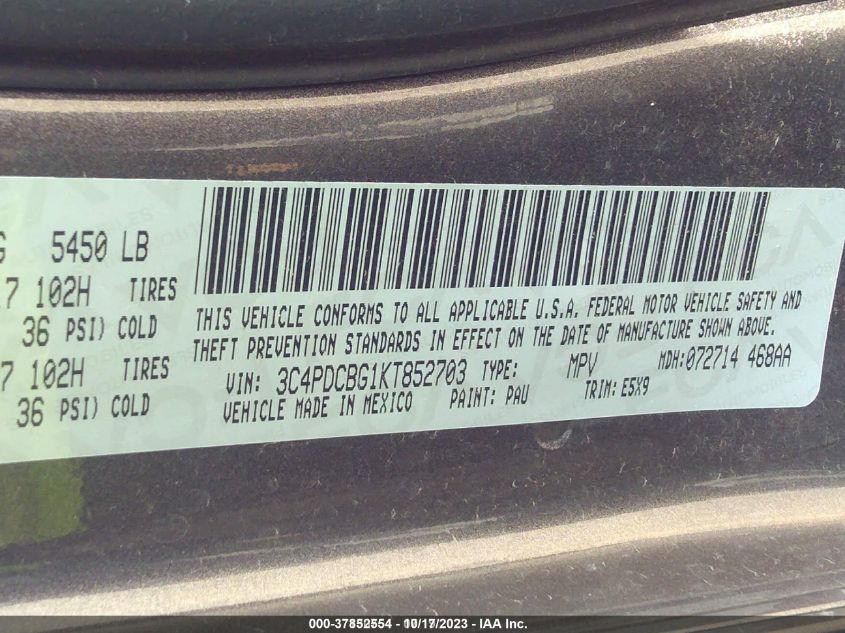 G 5450 LB
7 102H TIRES
36 PSI) COLD
7 102H TIRES
36 PSI) COLD
THIS VEHICLE CONFORMS TO ALL APPLICABLE U.S.A. FEDERAL MOTOR VEHICLE SAFETY AND
THEFT PREVENTION STANDARDS IN EFFECT ON THE DATE OF MANUFACTURE SHOWN ABOVE.
VIN: 3C4PDCBG1KT852703 TYPE: MPV MDH:072714 468AA
VEHICLE MADE IN MEXICO PAINT: PAU TRIM: E5X9
000-37852554 - 10/17/2023 - IAA Inc.